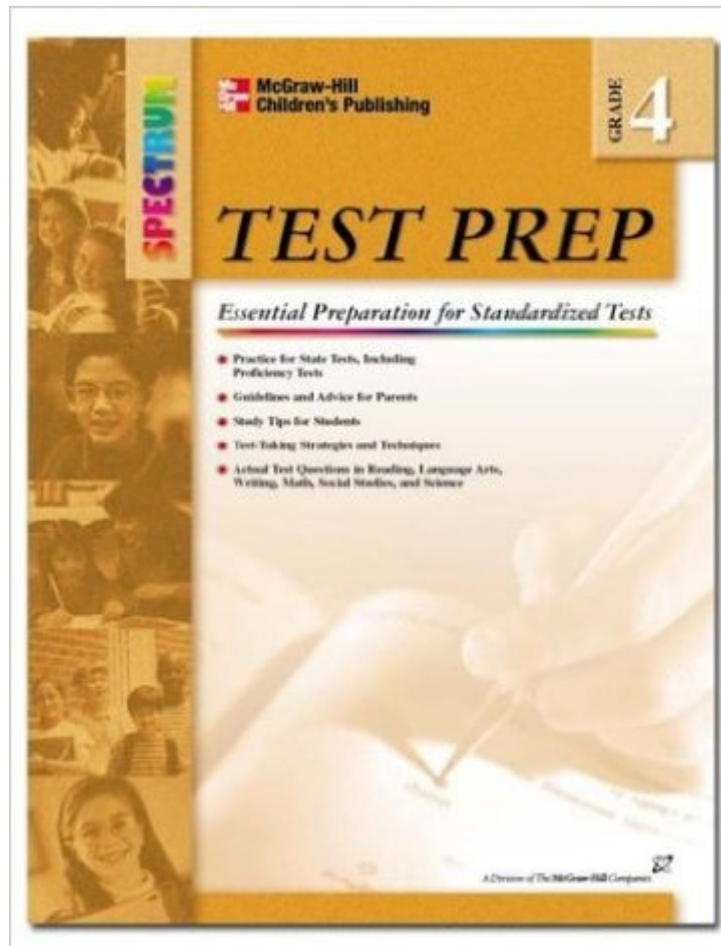 McGraw-Hill
Children's Publishing
GRADE 4
SPECTRUM
TEST PREP
Essential Preparation for Standardized Tests
Practice for State Tests, Including
Proficiency Tests
Guidelines and Advice for Parents
Study Tips for Students
Test-Taking Strategies and Techniques
Actual Test Questions in Reading, Language Arts,
Writing, Math, Social Studies, and Science
A Division of The McGraw-Hill Companies